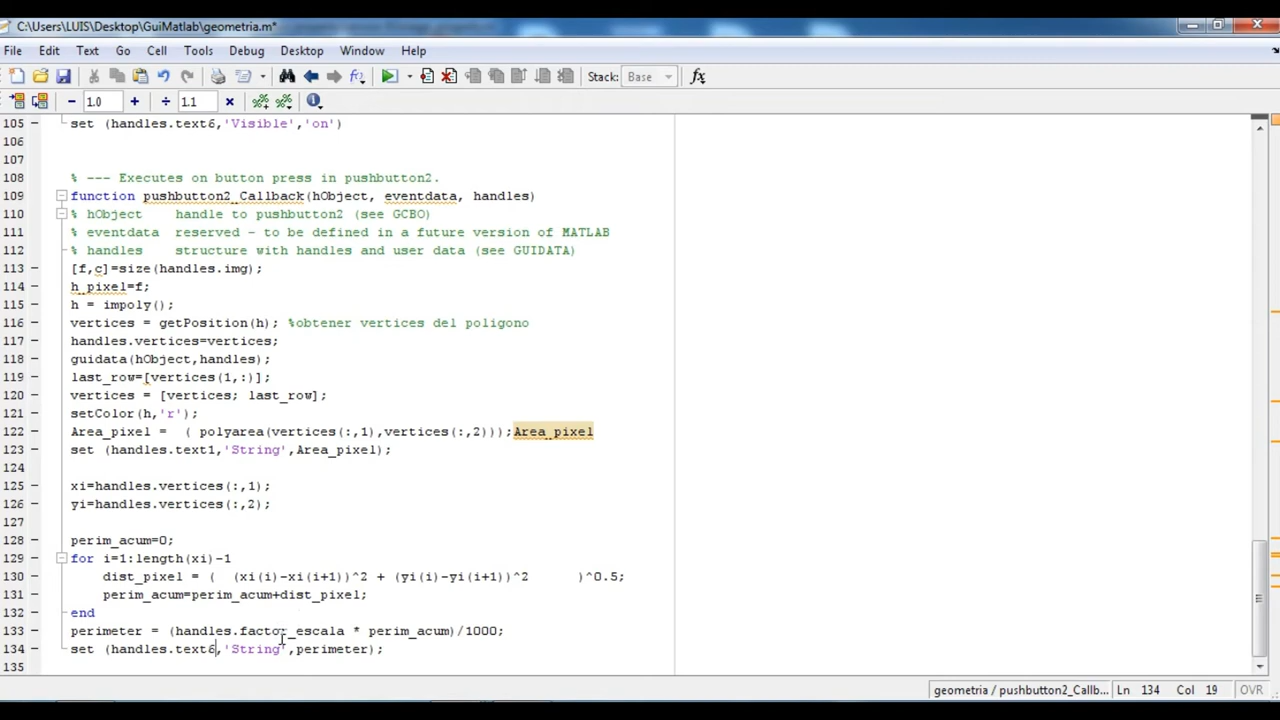 C:\Users\LUIS\Desktop\GuiMatlab\geometria.m*
File Edit Text Go Cell Tools Debug Desktop Window Help
Stack: Base fx
1.0 1.1
105 set (handles.text6,'Visible','on')
106
107
108 % --- Executes on button press in pushbutton2.
109 function pushbutton2_Callback(hObject, eventdata, handles)
110 % hObject    handle to pushbutton2 (see GCBO)
111 % eventdata  reserved - to be defined in a future version of MATLAB
112 % handles    structure with handles and user data (see GUIDATA)
113 [f,c]=size(handles.img);
114 h_pixel=f;
115 h = impoly();
116 vertices = getPosition(h); %obtener vertices del poligono
117 handles.vertices=vertices;
118 guidata(hObject,handles);
119 last_row=[vertices(1,:)];
120 vertices = [vertices; last_row];
121 setColor(h,'r');
122 Area_pixel =  ( polyarea(vertices(:,1),vertices(:,2)));Area_pixel
123 set (handles.text1,'String',Area_pixel);
124
125 xi=handles.vertices(:,1);
126 yi=handles.vertices(:,2);
127
128 perim_acum=0;
129 for i=1:length(xi)-1
130 dist_pixel = (  (xi(i)-xi(i+1))^2 + (yi(i)-yi(i+1))^2      )^0.5;
131 perim_acum=perim_acum+dist_pixel;
132 end
133 perimeter = (handles.factor_escala * perim_acum)/1000;
134 set (handles.text6,'String',perimeter);
135
geometria / pushbutton2_Callb... Ln 134 Col 19 OVR